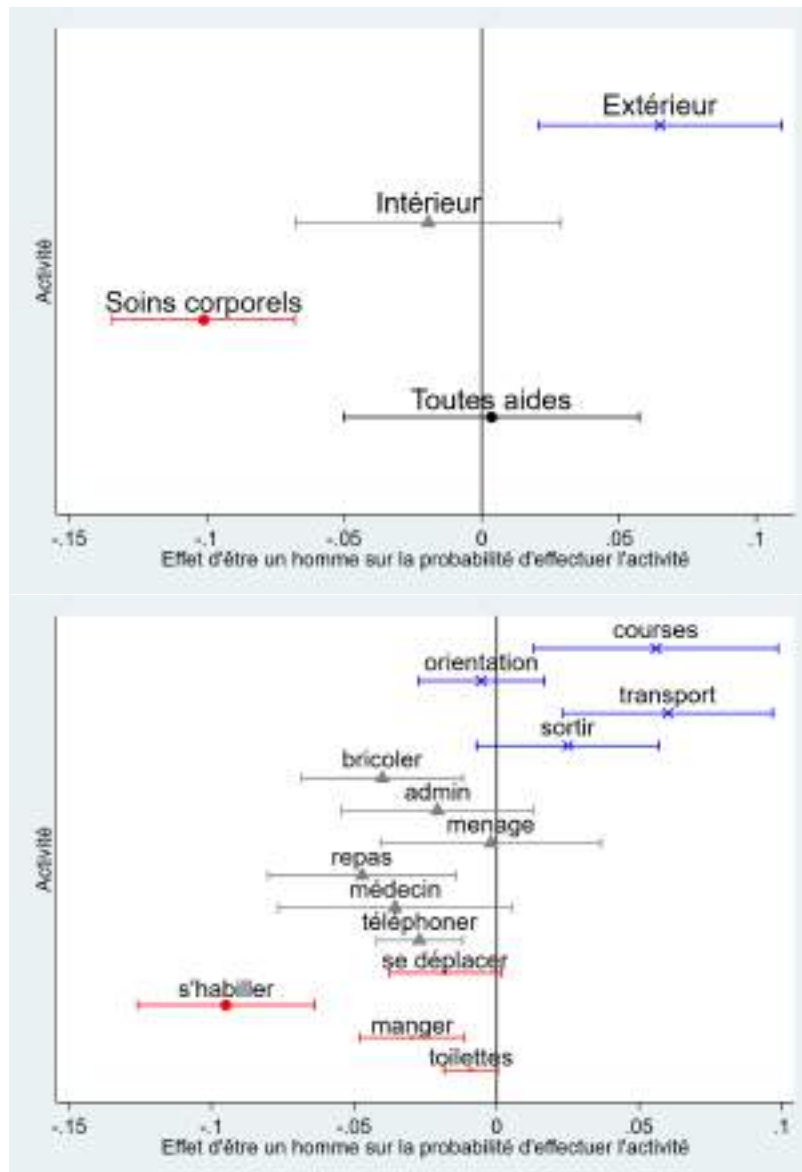 Extérieur
Intérieur
Soins corporels
Toutes aides
Activité
-.15 -.1 -.05 0 .05 .1
Effet d'être un homme sur la probabilité d'effectuer l'activité
courses
orientation
transport
sortir
bricoler
admin
menage
repas
médecin
téléphoner
se déplacer
s'habiller
manger
toilettes
Activité
-.15 -.1 -.05 0 .05 .1
Effet d'être un homme sur la probabilité d'effectuer l'activité